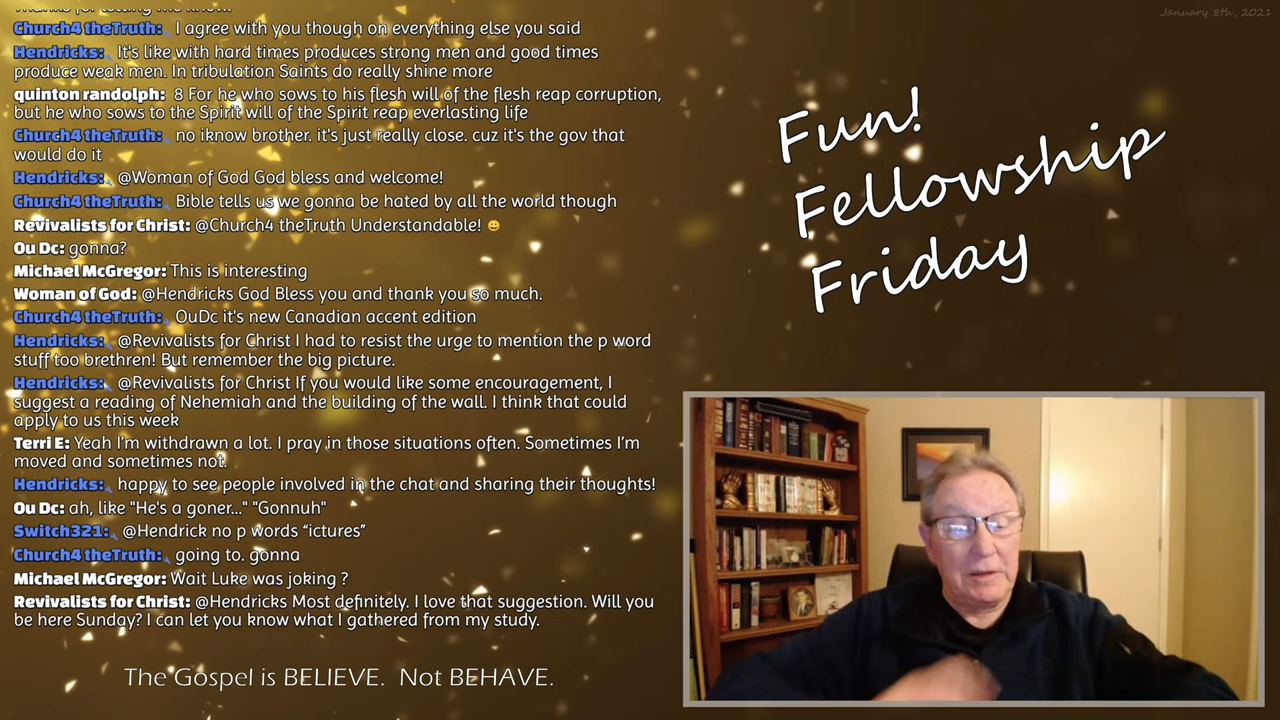 Thanks for letting me know...
Church4 theTruth: I agree with you though on everything else you said
Hendricks: It's like with hard times produces strong men and good times
produce weak men. In tribulation Saints do really shine more
quinton randolph: 8 For he who sows to his flesh will of the flesh reap corruption,
but he who sows to the Spirit will of the Spirit reap everlasting life
Church4 theTruth: no iknow brother. it's just really close. cuz it's the gov that
would do it
Hendricks: @Woman of God God bless and welcome!
Church4 theTruth: Bible tells us we gonna be hated by all the world though
Revivalists for Christ: @Church4 theTruth Understandable! 😀
Ou Dc: gonna?
Michael McGregor: This is interesting
Woman of God: @Hendricks God Bless you and thank you so much.
Church4 theTruth: OuDc it's new Canadian accent edition
Hendricks: @Revivalists for Christ I had to resist the urge to mention the p word
stuff too brethren! But remember the big picture.
Hendricks: @Revivalists for Christ If you would like some encouragement, I
suggest a reading of Nehemiah and the building of the wall. I think that could
apply to us this week
Terri E: Yeah I'm withdrawn a lot. I pray in those situations often. Sometimes I'm
moved and sometimes not.
Hendricks: happy to see people involved in the chat and sharing their thoughts!
Ou Dc: ah, like "He's a goner..." "Gonnuh"
Switch321: @Hendrick no p words “ictures”
Church4 theTruth: going to. gonna
Michael McGregor: Wait Luke was joking ?
Revivalists for Christ: @Hendricks Most definitely. I love that suggestion. Will you
be here Sunday? I can let you know what I gathered from my study.
The Gospel is BELIEVE. Not BEHAVE.
January 8th, 2021
Fun!
Fellowship
Friday